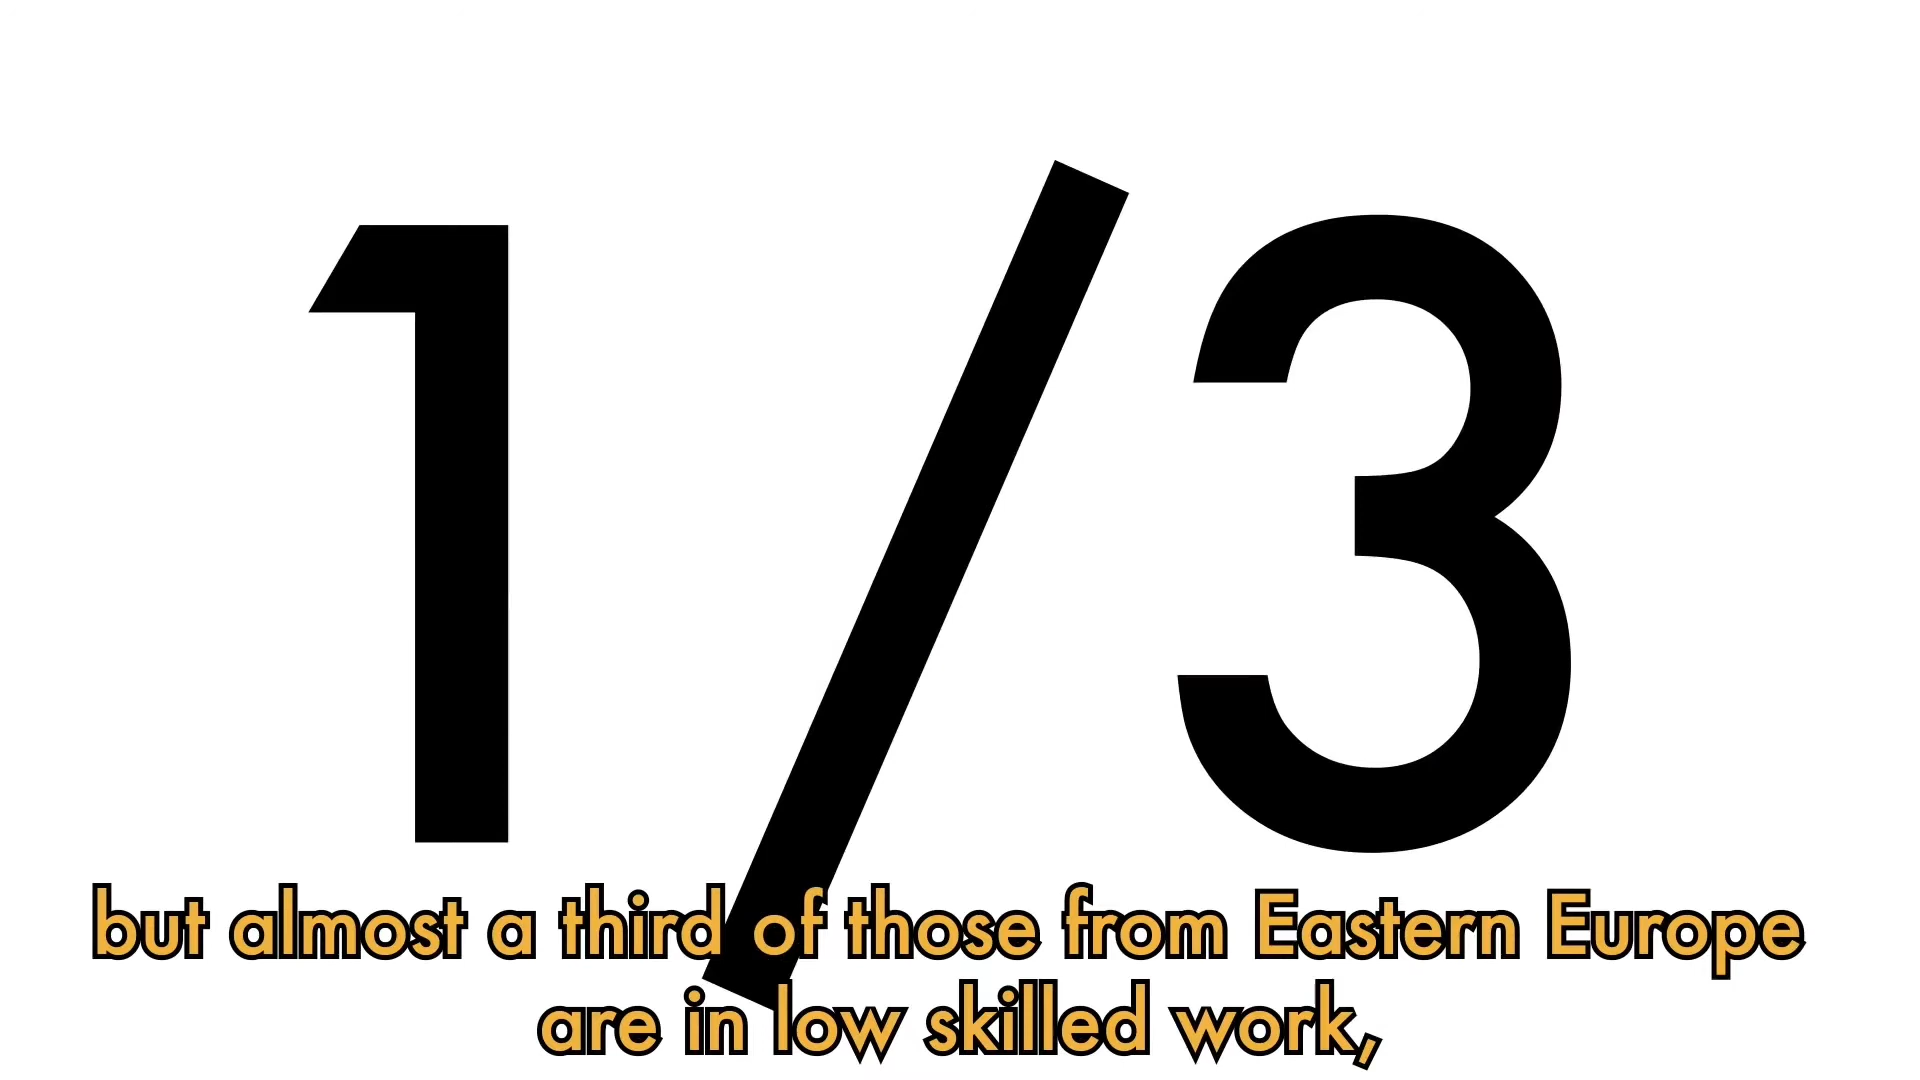 1/3
but almost a third of those from Eastern Europe
are in low skilled work,